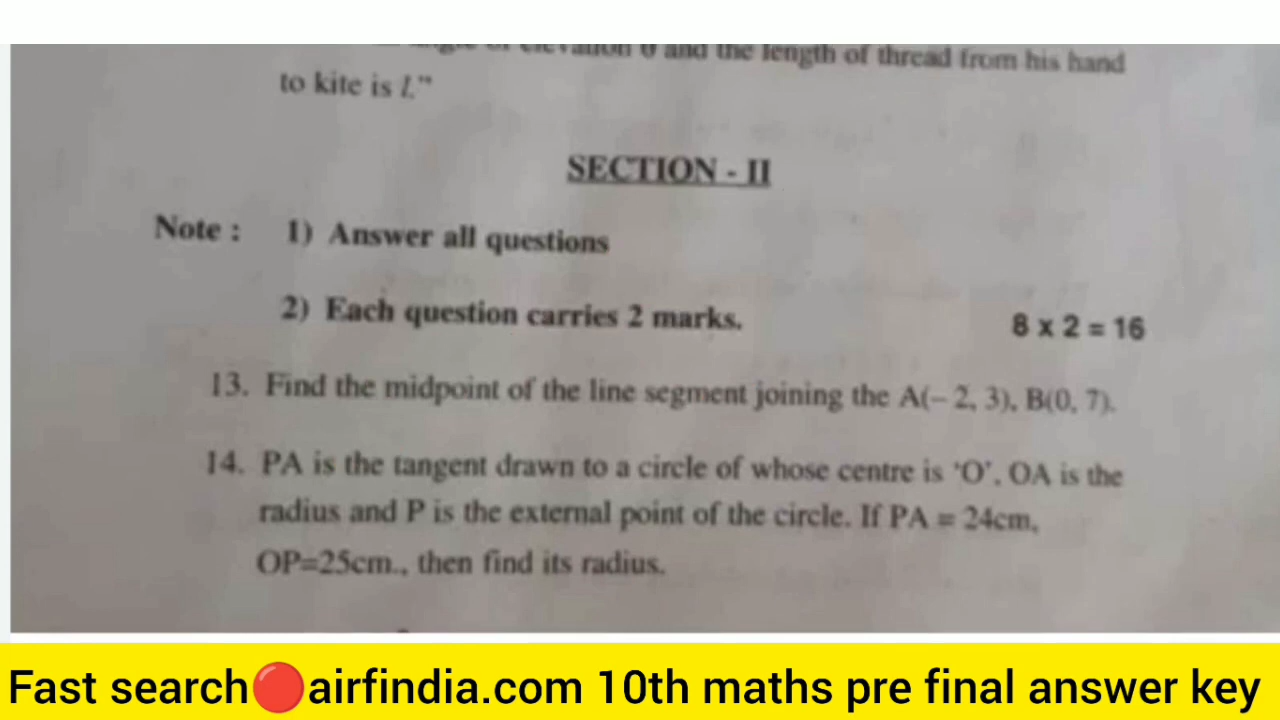 elevation θ and the length of thread from his hand
to kite is l."
SECTION - II
Note : 1) Answer all questions
2) Each question carries 2 marks.
8 x 2 = 16
13. Find the midpoint of the line segment joining the A(– 2, 3), B(0, 7).
14. PA is the tangent drawn to a circle of whose centre is 'O', OA is the
radius and P is the external point of the circle. If PA = 24cm,
OP=25cm., then find its radius.
Fast search🔴airfindia.com 10th maths pre final answer key